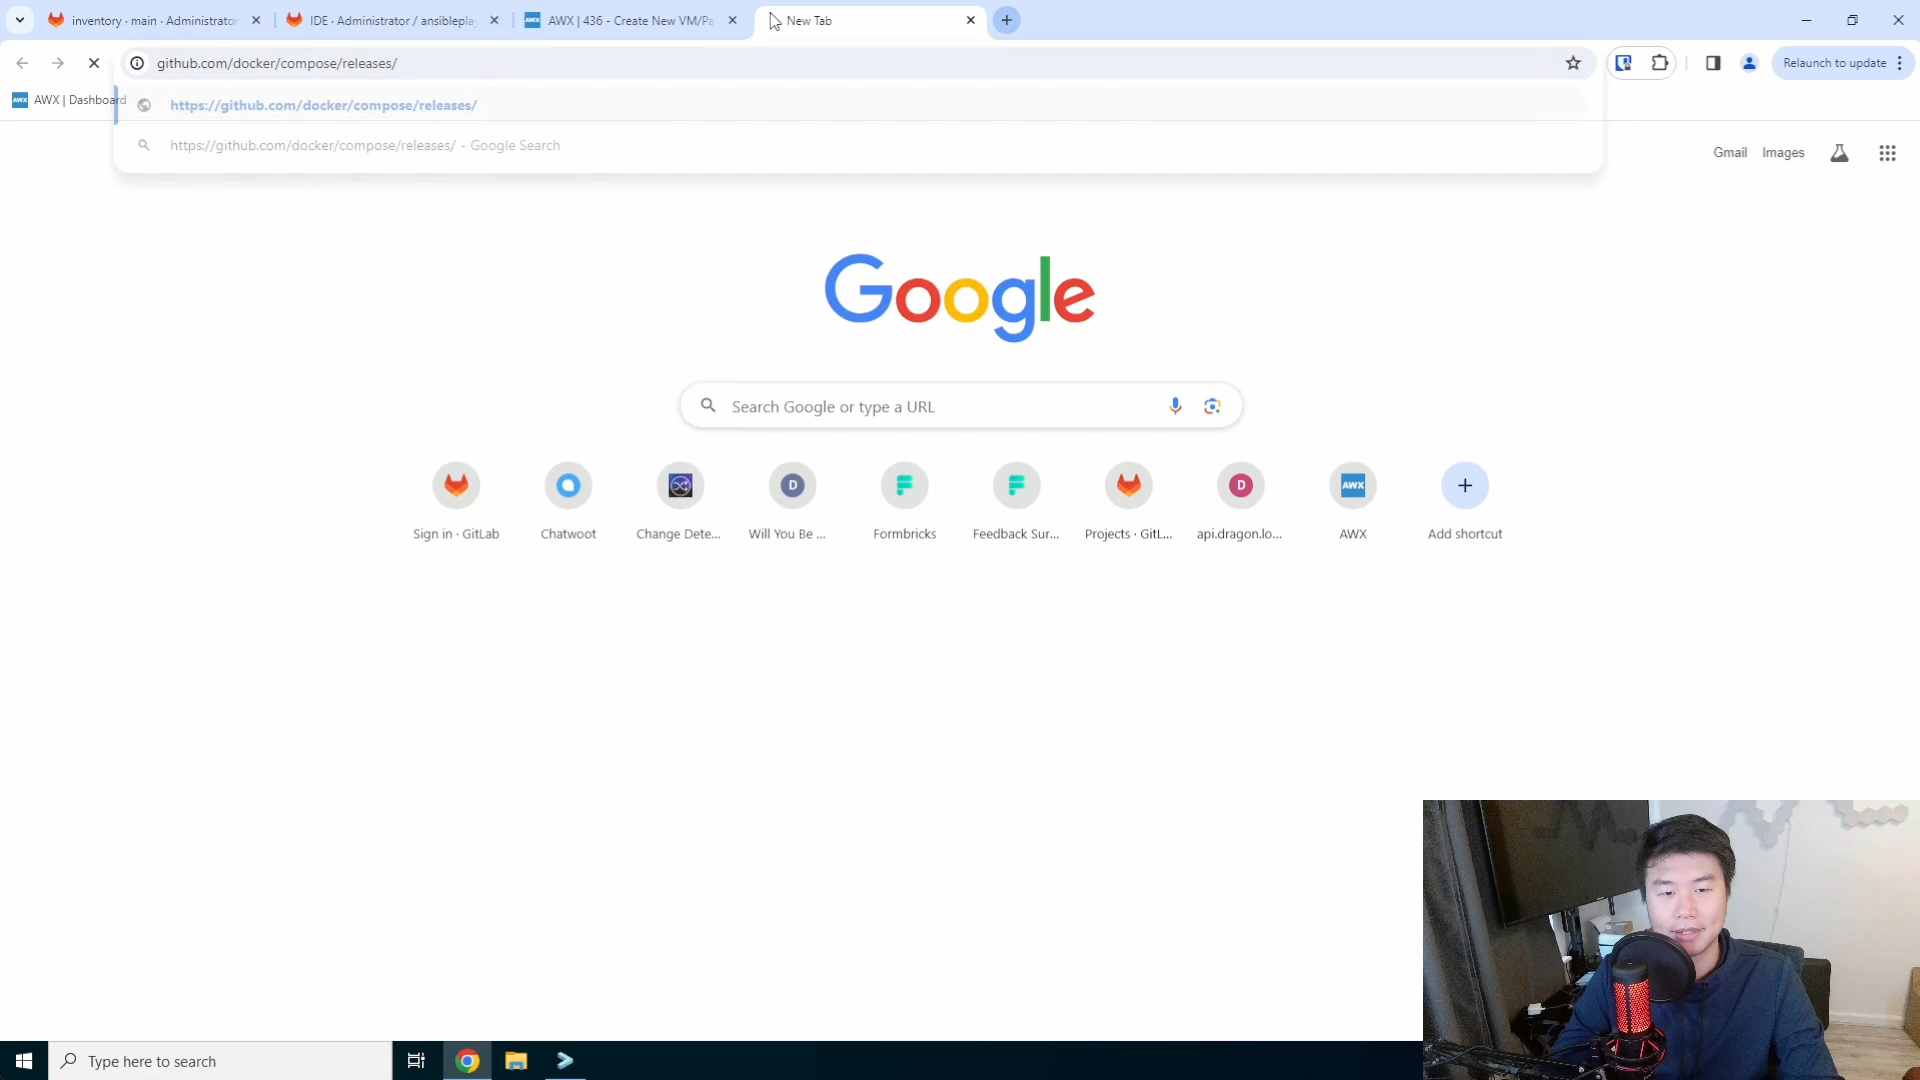 inventory · main · Administrator
IDE · Administrator / ansiblepla
AWX | 436 - Create New VM/Pa
New Tab
github.com/docker/compose/releases/
Relaunch to update
AWX | Dashboard
https://github.com/docker/compose/releases/
https://github.com/docker/compose/releases/ - Google Search
Gmail
Images
Google
Search Google or type a URL
Sign in · GitLab
Chatwoot
Change Dete...
Will You Be ...
Formbricks
Feedback Sur...
Projects · GitL...
api.dragon.lo...
AWX
Add shortcut
Type here to search